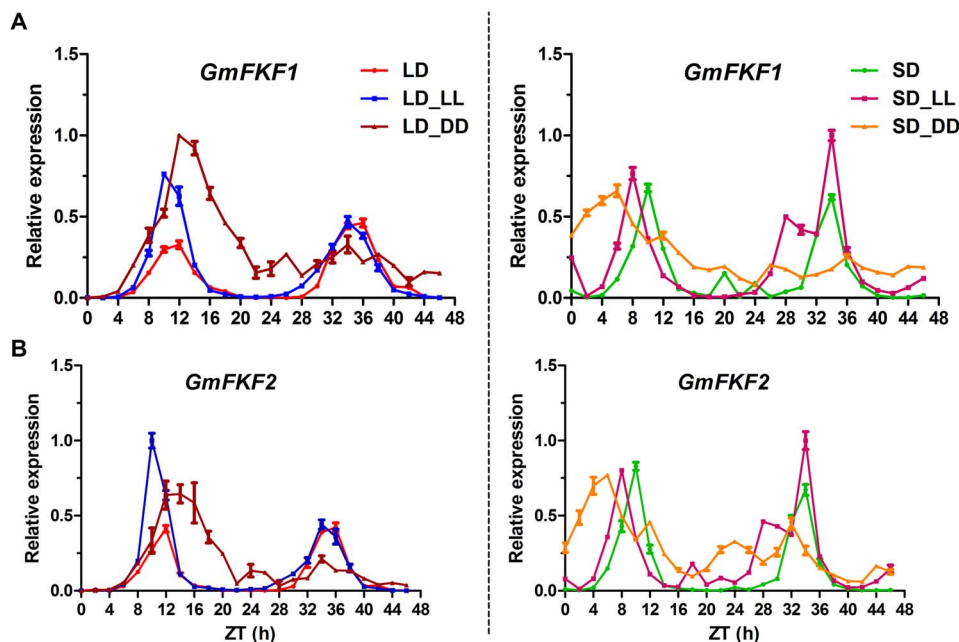 A
GmFKF1
LD
LD_LL
LD_DD
Relative expression
1.5
1.0
0.5
0.0
0 4 8 12 16 20 24 28 32 36 40 44 48
GmFKF1
SD
SD_LL
SD_DD
Relative expression
1.5
1.0
0.5
0.0
0 4 8 12 16 20 24 28 32 36 40 44 48
B
GmFKF2
Relative expression
1.5
1.0
0.5
0.0
0 4 8 12 16 20 24 28 32 36 40 44 48
ZT (h)
GmFKF2
Relative expression
1.5
1.0
0.5
0.0
0 4 8 12 16 20 24 28 32 36 40 44 48
ZT (h)